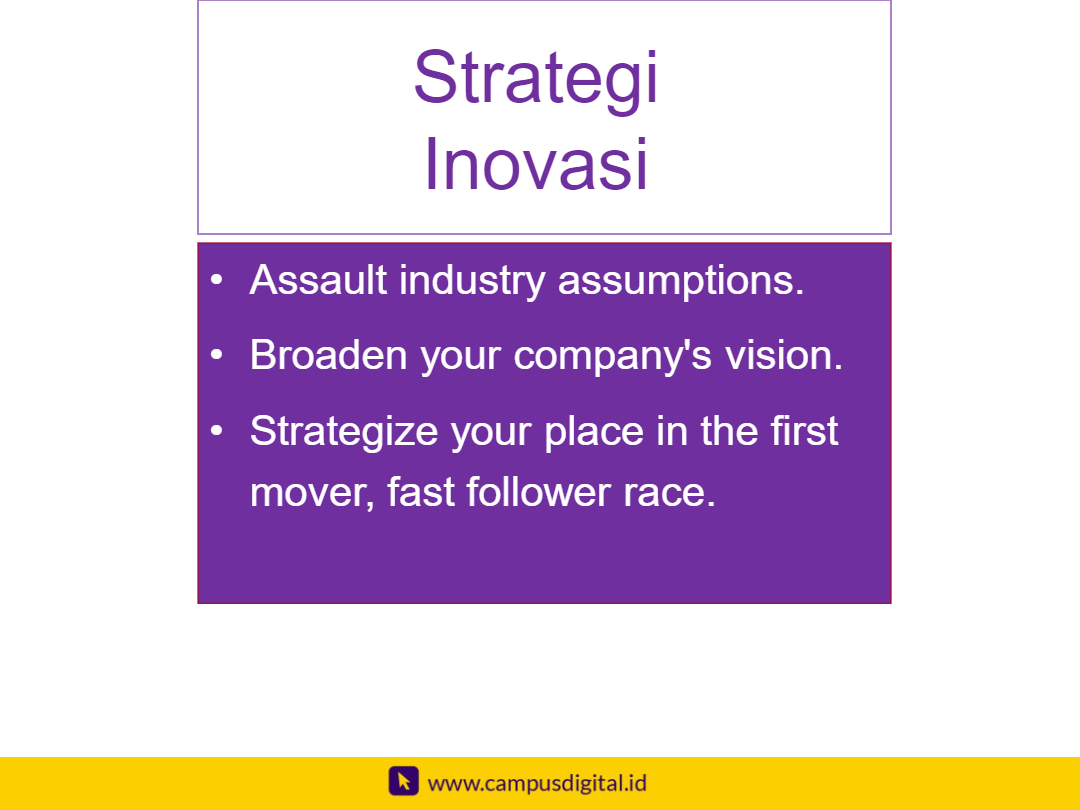 Strategi
Inovasi
• Assault industry assumptions.
• Broaden your company's vision.
• Strategize your place in the first
mover, fast follower race.
www.campusdigital.id